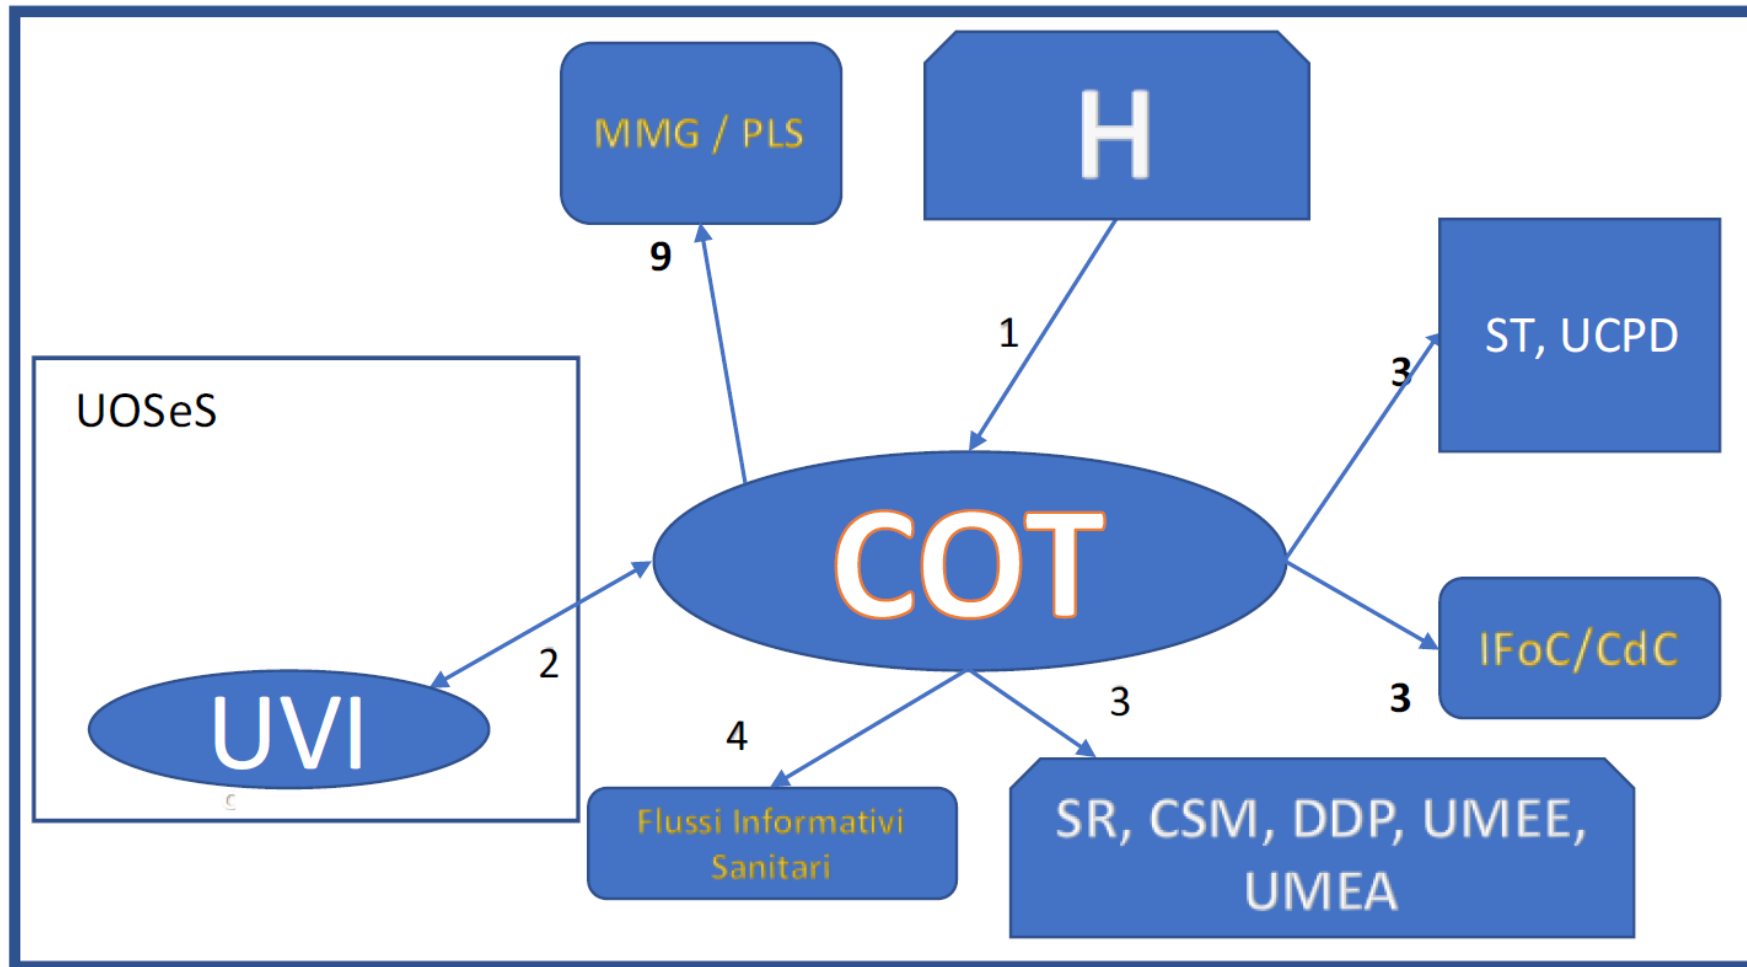 MMG / PLS
H
9
1
ST, UCPD
3
UOSeS
COT
IFoC/CdC
2
3
3
4
UVI
c
Flussi Informativi
Sanitari
SR, CSM, DDP, UMEE,
UMEA